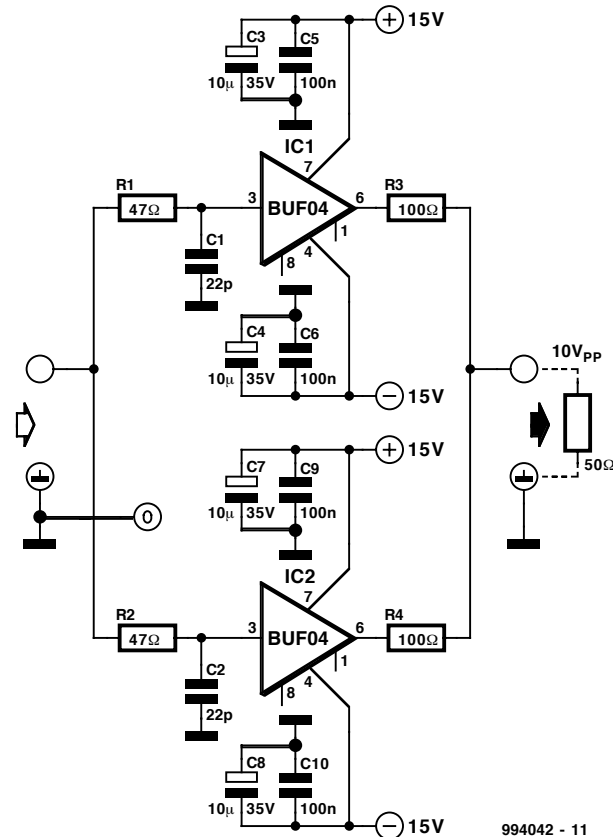 C3
C5
+ 15V
10µ 35V
100n
IC1
7
R1
47Ω
3
BUF04
6
R3
100Ω
1
4
8
C1
22p
C4
C6
10µ 35V
100n
− 15V
10VPP
50Ω
+ 15V
C7
C9
10µ 35V
100n
0
IC2
7
R2
47Ω
3
BUF04
6
R4
100Ω
1
4
8
C2
22p
C8
C10
10µ 35V
100n
− 15V
994042 - 11